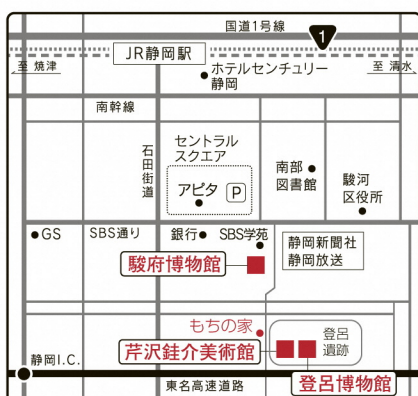 国道1号線
1
JR静岡駅
至 焼津
至 清水
ホテルセンチュリー
静岡
南幹線
石田街道
セントラル
スクエア
アピタ
P
南部
図書館
駿河
区役所
GS
SBS通り
銀行
SBS学苑
静岡新聞社
静岡放送
駿府博物館
もちの家
登呂
遺跡
芹沢銈介美術館
静岡I.C.
東名高速道路
登呂博物館